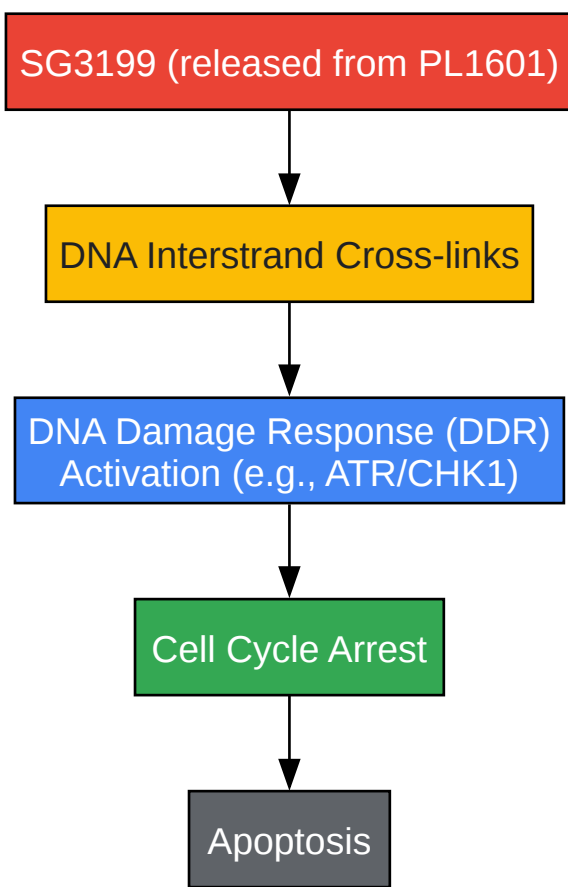 SG3199 (released from PL1601)
DNA Interstrand Cross-links
DNA Damage Response (DDR)
Activation (e.g., ATR/CHK1)
Cell Cycle Arrest
Apoptosis